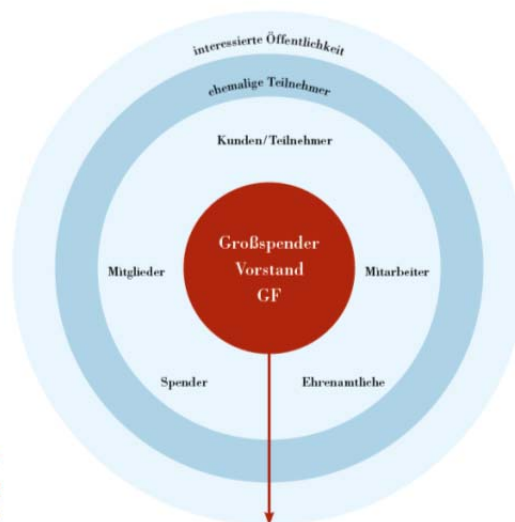 interessierte Öffentlichkeit
ehemalige Teilnehmer
Kunden/Teilnehmer
Großspender
Vorstand
GF
Mitglieder
Mitarbeiter
Spender
Ehrenamtliche